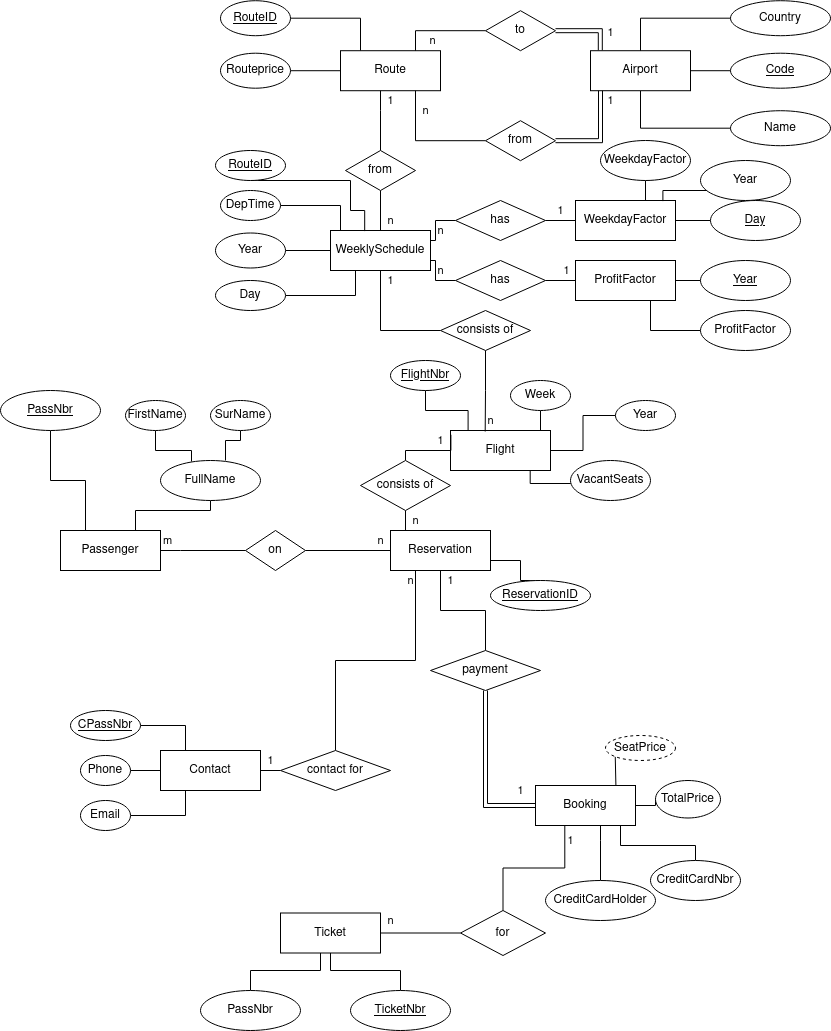 RouteID
to
Country
n
1
Routeprice
Route
Airport
Code
1
1
n
Name
from
WeekdayFactor
RouteID
from
Year
DepTime
has
1
WeekdayFactor
Day
n
n
Year
WeeklySchedule
n
1
has
1
ProfitFactor
Year
Day
consists of
ProfitFactor
FlightNbr
Week
PassNbr
FirstName
SurName
Year
n
1
Flight
FullName
consists of
VacantSeats
n
m
n
Passenger
on
Reservation
n
1
ReservationID
payment
CPassNbr
SeatPrice
1
Phone
Contact
contact for
1
TotalPrice
Booking
Email
1
CreditCardNbr
CreditCardHolder
n
Ticket
for
PassNbr
TicketNbr